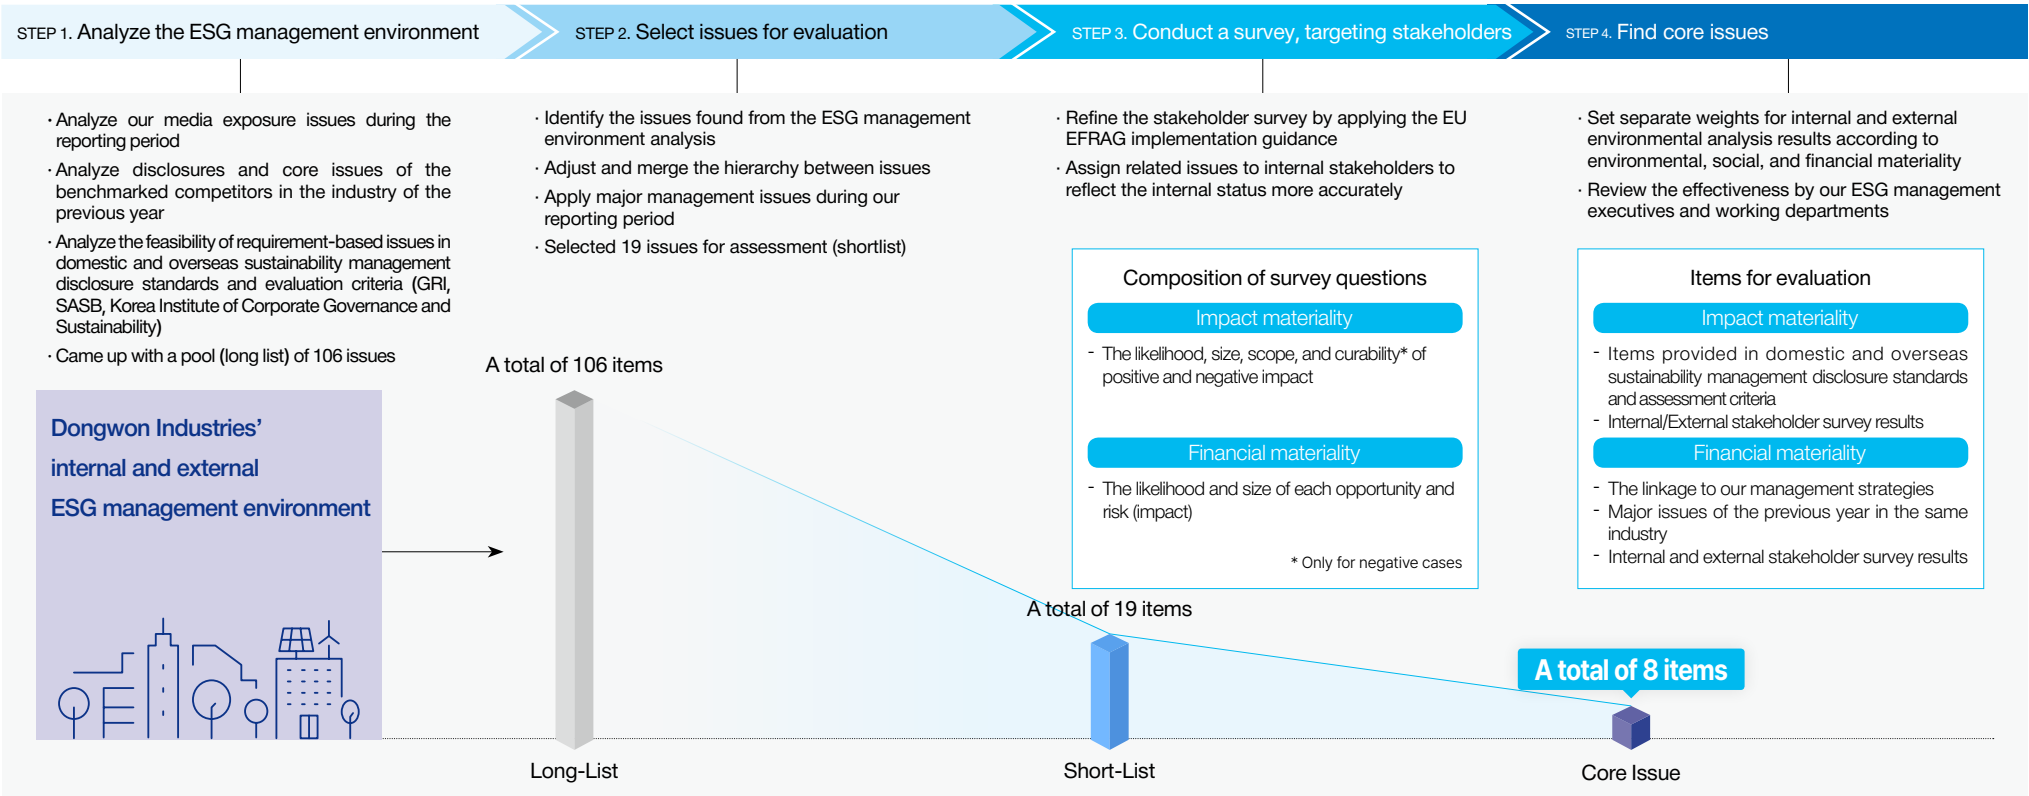 STEP 1. Analyze the ESG management environment
STEP 2. Select issues for evaluation
STEP 3. Conduct a survey, targeting stakeholders
STEP 4. Find core issues
· Analyze our media exposure issues during the
reporting period
· Analyze disclosures and core issues of the
benchmarked competitors in the industry of the
previous year
· Analyze the feasibility of requirement-based issues in
domestic and overseas sustainability management
disclosure standards and evaluation criteria (GRI,
SASB, Korea Institute of Corporate Governance and
Sustainability)
· Came up with a pool (long list) of 106 issues
· Identify the issues found from the ESG management
environment analysis
· Adjust and merge the hierarchy between issues
· Apply major management issues during our
reporting period
· Selected 19 issues for assessment (shortlist)
· Refine the stakeholder survey by applying the EU
EFRAG implementation guidance
· Assign related issues to internal stakeholders to
reflect the internal status more accurately
· Set separate weights for internal and external
environmental analysis results according to
environmental, social, and financial materiality
· Review the effectiveness by our ESG management
executives and working departments
Composition of survey questions
Impact materiality
- The likelihood, size, scope, and curability* of
positive and negative impact
Financial materiality
- The likelihood and size of each opportunity and
risk (impact)
* Only for negative cases
Items for evaluation
Impact materiality
- Items provided in domestic and overseas
sustainability management disclosure standards
and assessment criteria
- Internal/External stakeholder survey results
Financial materiality
- The linkage to our management strategies
- Major issues of the previous year in the same
industry
- Internal and external stakeholder survey results
Dongwon Industries’
internal and external
ESG management environment
A total of 106 items
A total of 19 items
A total of 8 items
Long-List
Short-List
Core Issue